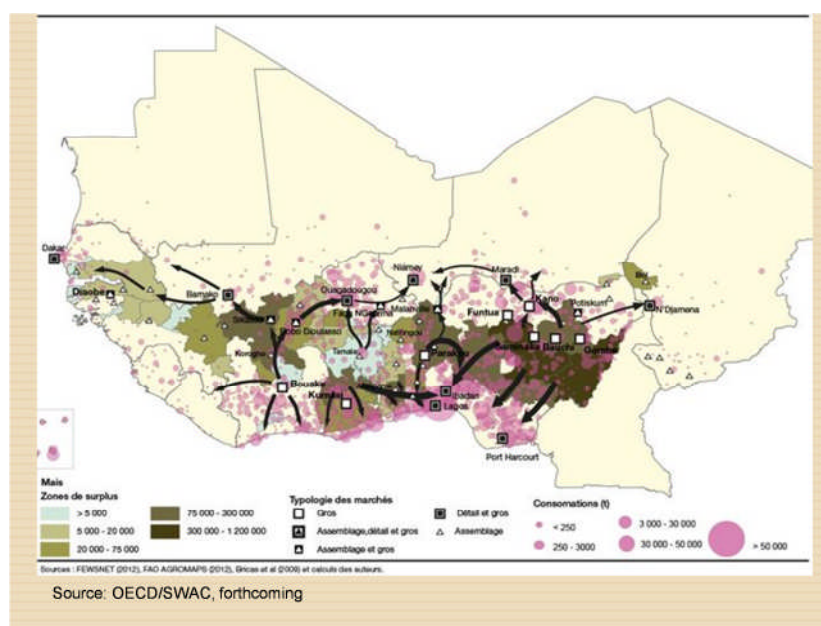 Dakar
Diaobe
Bamako
Sikasso
Bobo Dioulasso
Ouagadougou
Fada NGourma
Niamey
Malanville
Natitingou
Korogho
Tamale
Bouake
Kumasi
Parakou
Ibadan
Lagos
Port Harcourt
Maradi
Kano
Funtua
Potiskum
Bauchi
Gombe
Bol
N'Djamena
Mais
Zones de surplus
> 5 000
5 000 - 20 000
20 000 - 75 000
75 000 - 300 000
300 000 - 1 200 000
Typologie des marchés
Gros
Assemblage,détail et gros
Assemblage et gros
Détail et gros
Assemblage
Consomations (t)
< 250
250 - 3000
3 000 - 30 000
30 000 - 50 000
> 50 000
Sources : FEWSNET (2012), FAO AGROMAPS (2012), Bricas et al (2009) et calculs des auteurs.
Source: OECD/SWAC, forthcoming